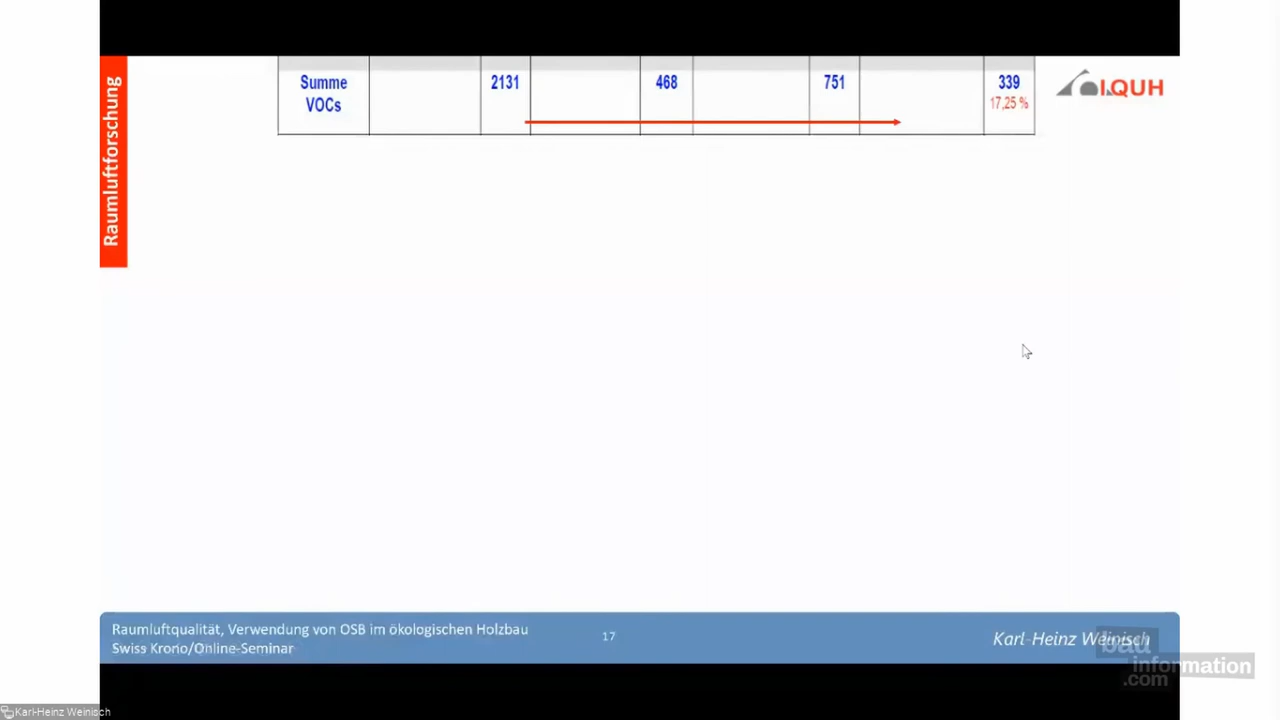 Raumluftforschung
Summe VOCs
2131
468
751
339
17,25 %
IQUH
Raumluftqualität, Verwendung von OSB im ökologischen Holzbau
Swiss Krono/Online-Seminar
17
Karl-Heinz Weinisch
bau
information
.com
Karl-Heinz Weinisch